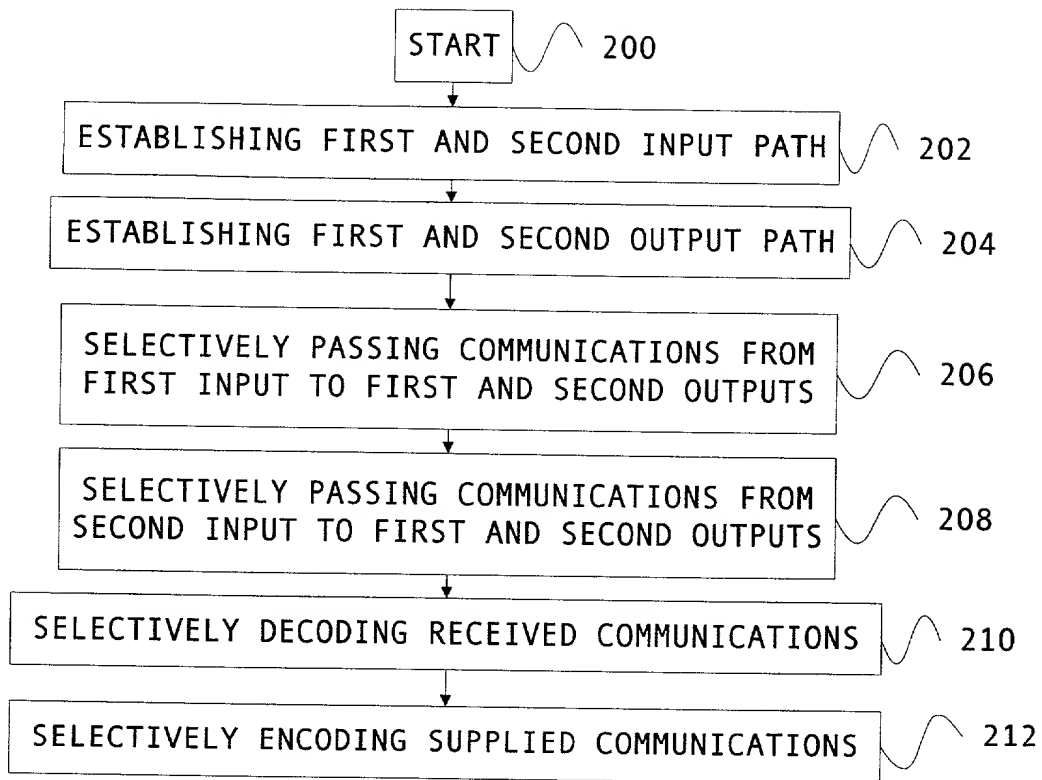 START
200
ESTABLISHING FIRST AND SECOND INPUT PATH
202
ESTABLISHING FIRST AND SECOND OUTPUT PATH
204
SELECTIVELY PASSING COMMUNICATIONS FROM
FIRST INPUT TO FIRST AND SECOND OUTPUTS
206
SELECTIVELY PASSING COMMUNICATIONS FROM
SECOND INPUT TO FIRST AND SECOND OUTPUTS
208
SELECTIVELY DECODING RECEIVED COMMUNICATIONS
210
SELECTIVELY ENCODING SUPPLIED COMMUNICATIONS
212